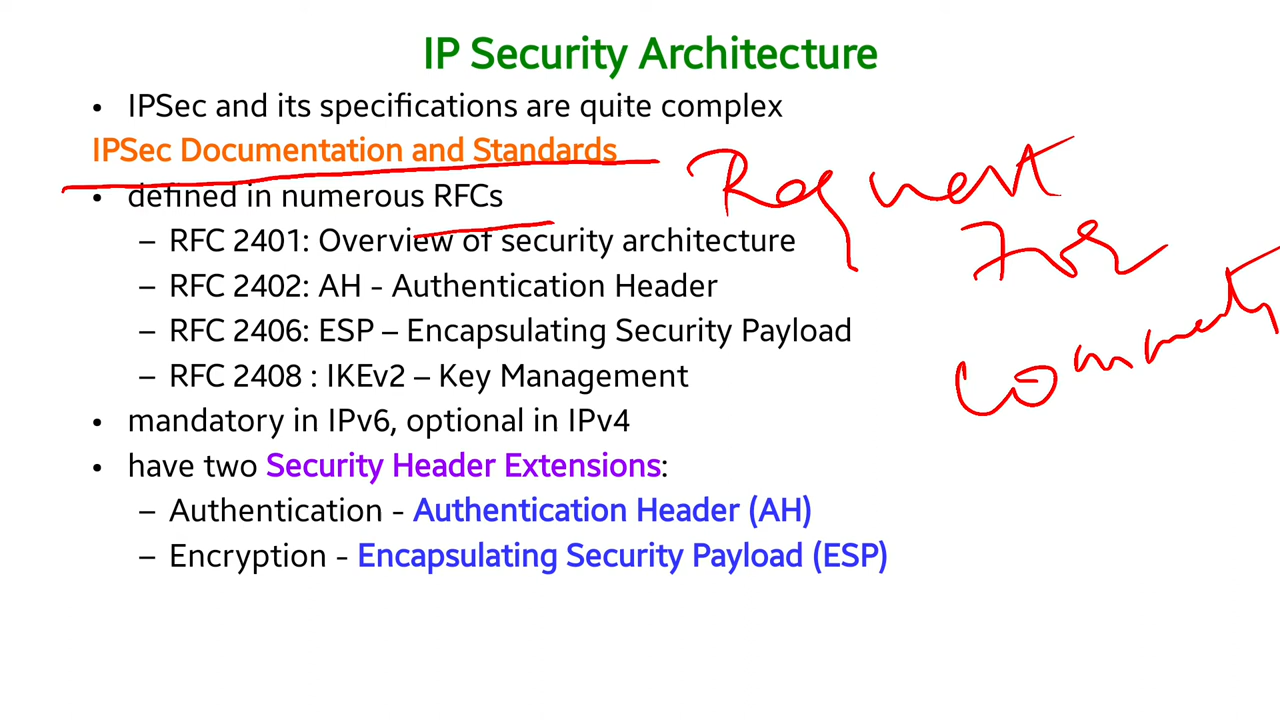 IP Security Architecture
• IPSec and its specifications are quite complex
IPSec Documentation and Standards
• defined in numerous RFCs
– RFC 2401: Overview of security architecture
– RFC 2402: AH - Authentication Header
– RFC 2406: ESP – Encapsulating Security Payload
– RFC 2408 : IKEv2 – Key Management
• mandatory in IPv6, optional in IPv4
• have two Security Header Extensions:
– Authentication - Authentication Header (AH)
– Encryption - Encapsulating Security Payload (ESP)
Request
For
Comments